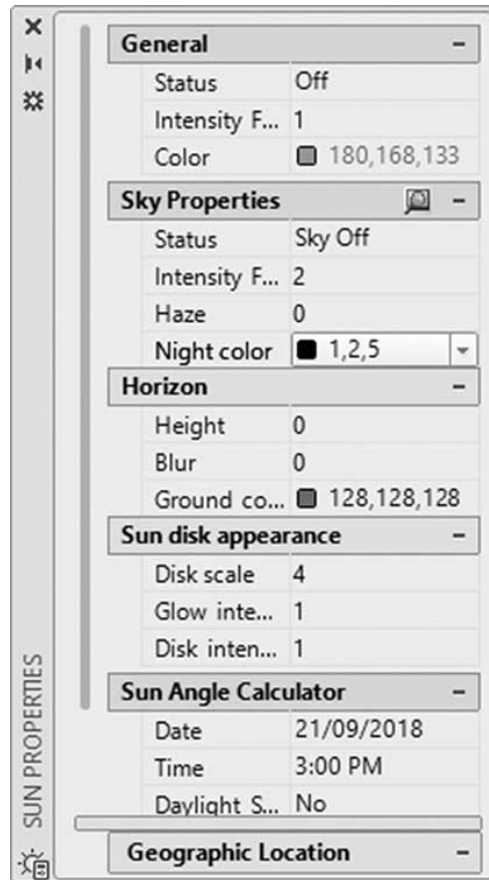 General
Status Off
Intensity F... 1
Color 180,168,133
Sky Properties
Status Sky Off
Intensity F... 2
Haze 0
Night color 1,2,5
Horizon
Height 0
Blur 0
Ground co... 128,128,128
Sun disk appearance
Disk scale 4
Glow inte... 1
Disk inten... 1
Sun Angle Calculator
Date 21/09/2018
Time 3:00 PM
Daylight S... No
Geographic Location
SUN PROPERTIES